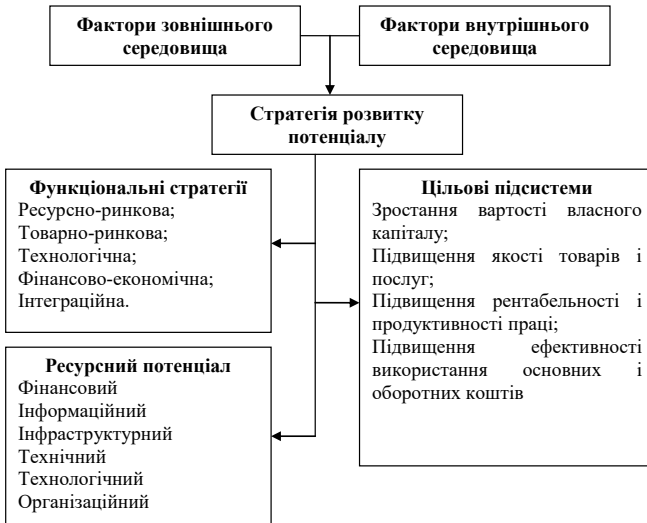 Фактори зовнішнього
середовища
Фактори внутрішнього
середовища
Стратегія розвитку
потенціалу
Функціональні стратегії
Ресурсно-ринкова;
Товарно-ринкова;
Технологічна;
Фінансово-економічна;
Інтеграційна.
Цільові підсистеми
Зростання вартості власного
капіталу;
Підвищення якості товарів і
послуг;
Підвищення рентабельності і
продуктивності праці;
Підвищення ефективності
використання основних і
оборотних коштів
Ресурсний потенціал
Фінансовий
Інформаційний
Інфраструктурний
Технічний
Технологічний
Організаційний